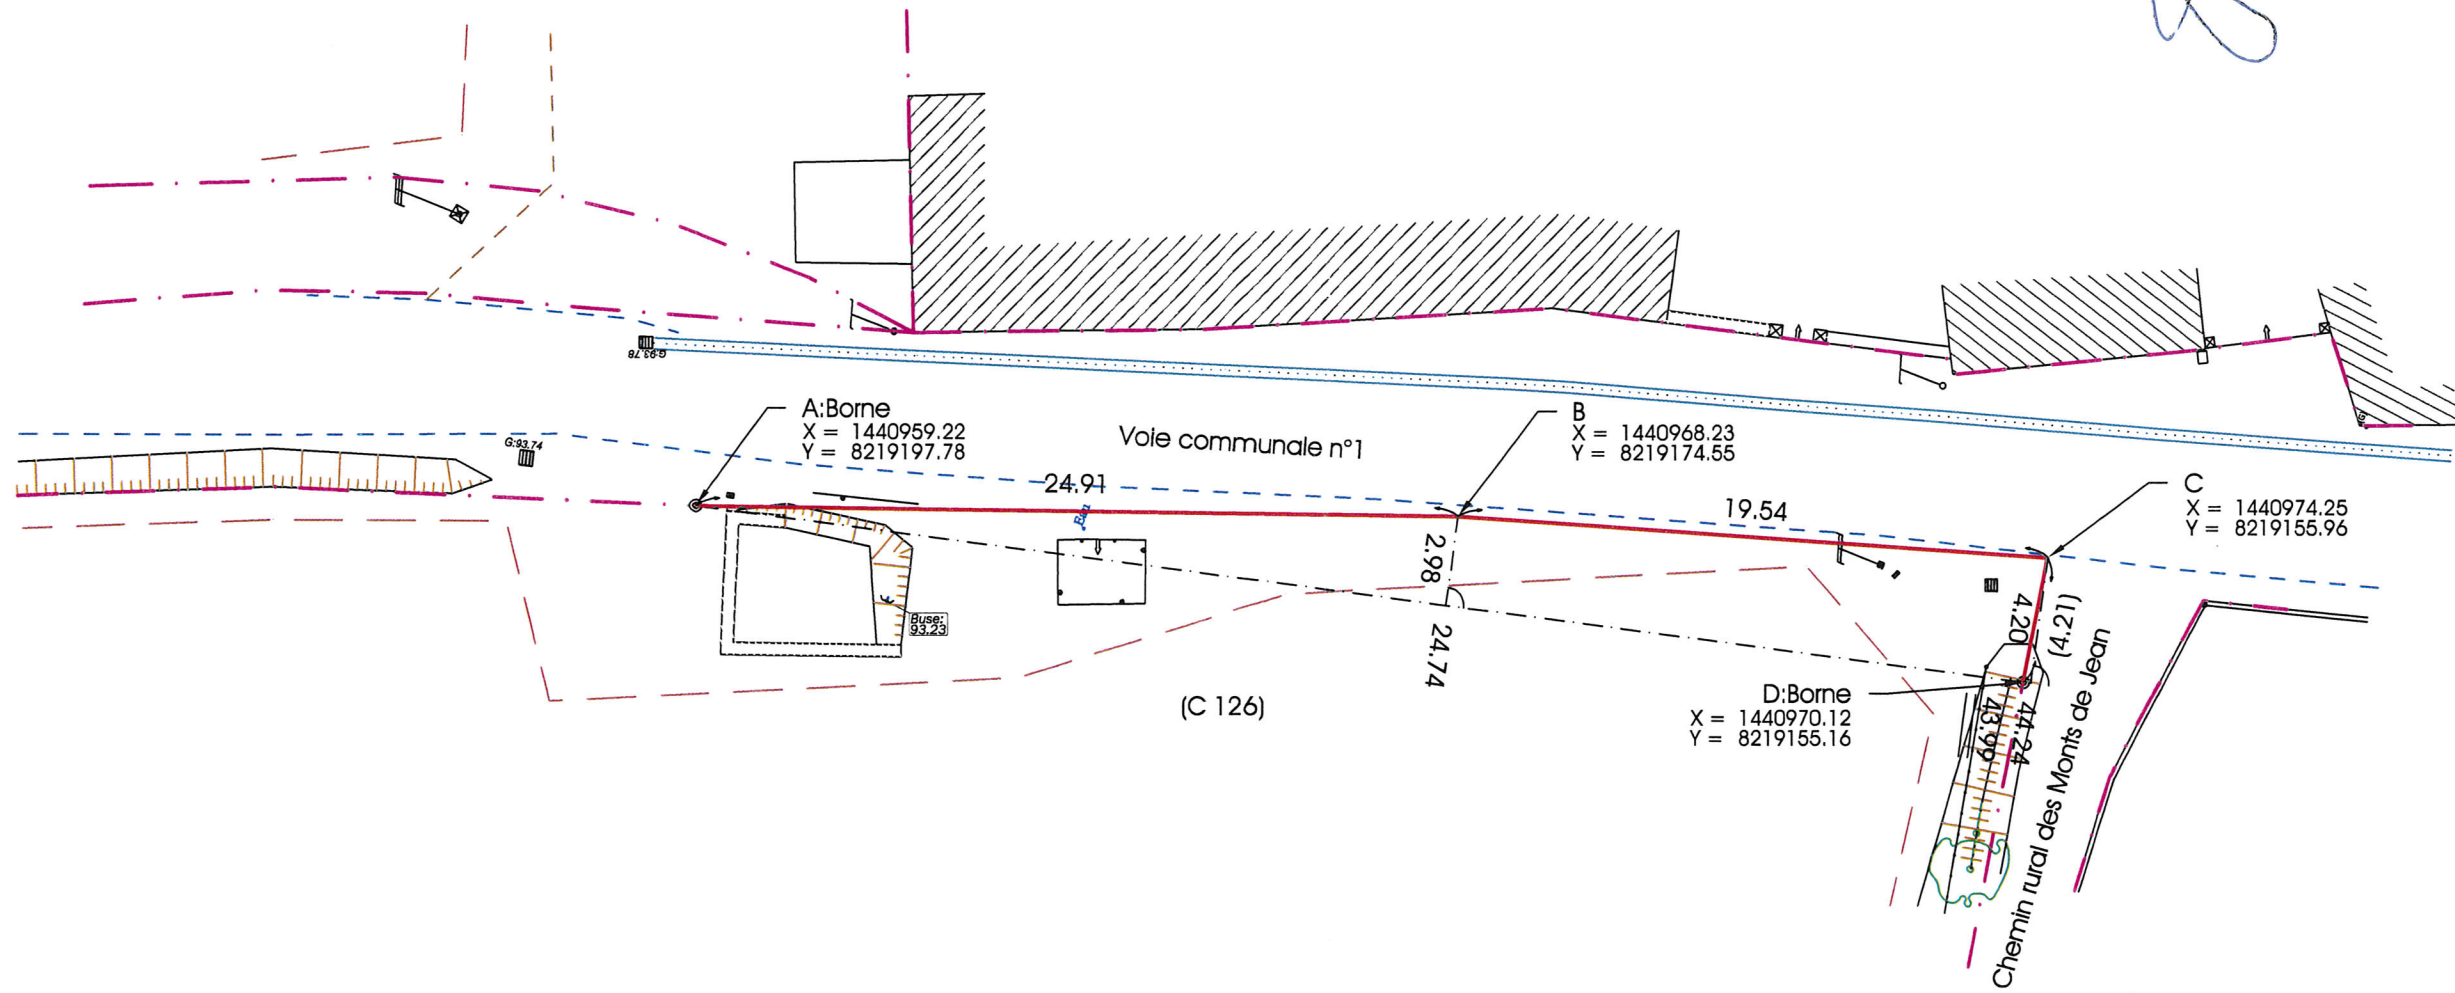 G:93.78
A:Borne
X = 1440959.22
Y = 8219197.78
Voie communale n°1
B
X = 1440968.23
Y = 8219174.55
G:93.74
24.91
19.54
C
X = 1440974.25
Y = 8219155.96
Eau
2.98
Buse:
93.23
24.74
4.20
(4.21)
(C 126)
D:Borne
X = 1440970.12
Y = 8219155.16
43.99
44.24
Chemin rural des Monts de Jean